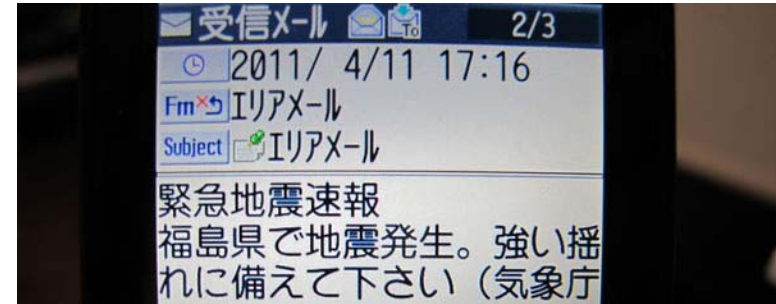 受信メール 2/3
2011/ 4/11 17:16
Fm エリアメール
Subject エリアメール
緊急地震速報
福島県で地震発生。強い揺
れに備えて下さい（気象庁